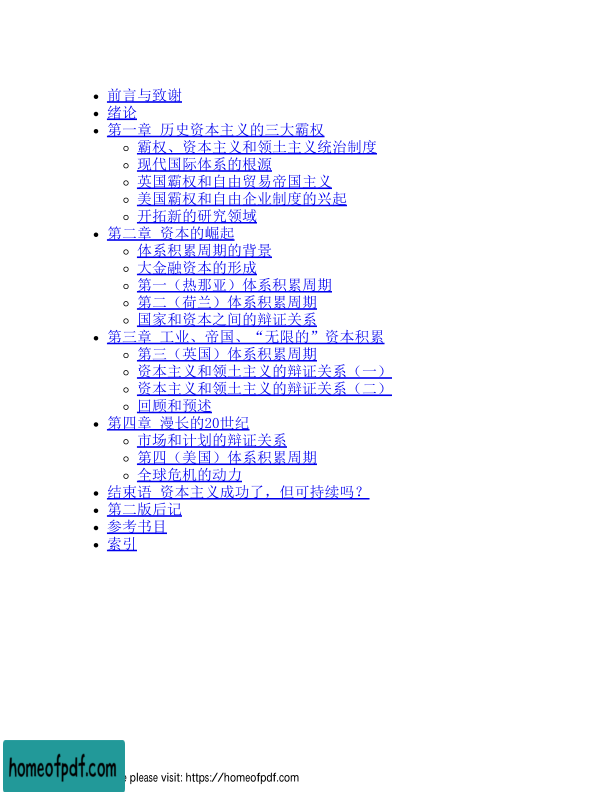 前言与致谢
绪论
第一章 历史资本主义的三大霸权
霸权、资本主义和领土主义统治制度
现代国际体系的根源
英国霸权和自由贸易帝国主义
美国霸权和自由企业制度的兴起
开拓新的研究领域
第二章 资本的崛起
体系积累周期的背景
大金融资本的形成
第一（热那亚）体系积累周期
第二（荷兰）体系积累周期
国家和资本之间的辩证关系
第三章 工业、帝国、“无限的”资本积累
第三（英国）体系积累周期
资本主义和领土主义的辩证关系（一）
资本主义和领土主义的辩证关系（二）
回顾和预述
第四章 漫长的20世纪
市场和计划的辩证关系
第四（美国）体系积累周期
全球危机的动力
结束语 资本主义成功了，但可持续吗？
第二版后记
参考书目
索引
homeofpdf.com
please visit: https://homeofpdf.com